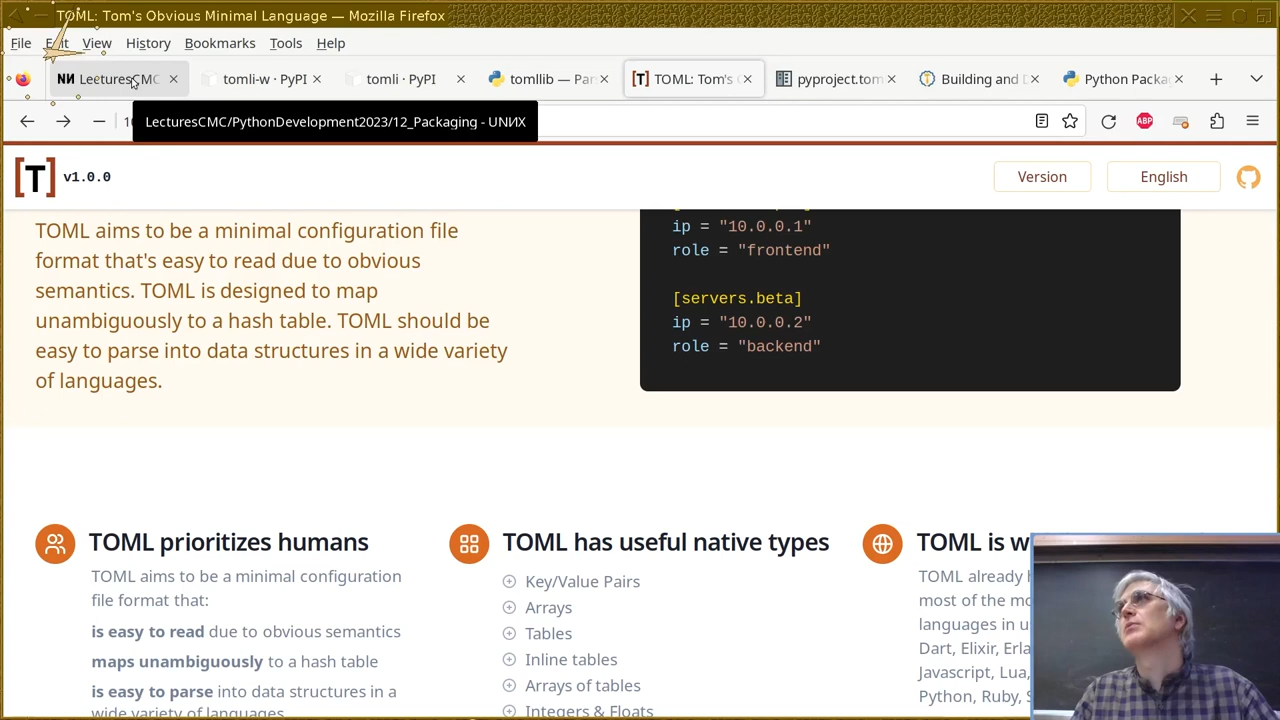 TOML: Tom's Obvious Minimal Language — Mozilla Firefox
File Edit View History Bookmarks Tools Help
LecturesCMC
tomli-w · PyPI
tomli · PyPI
tomllib — Par
TOML: Tom's O
pyproject.tom
Building and D
Python Packa
LecturesCMC/PythonDevelopment2023/12_Packaging - UNИX
ABP
[T] v1.0.0
Version
English
TOML aims to be a minimal configuration file
format that's easy to read due to obvious
semantics. TOML is designed to map
unambiguously to a hash table. TOML should be
easy to parse into data structures in a wide variety
of languages.
ip = "10.0.0.1"
role = "frontend"
[servers.beta]
ip = "10.0.0.2"
role = "backend"
TOML prioritizes humans
TOML aims to be a minimal configuration
file format that:
is easy to read due to obvious semantics
maps unambiguously to a hash table
is easy to parse into data structures in a
wide variety of languages
TOML has useful native types
Key/Value Pairs
Arrays
Tables
Inline tables
Arrays of tables
Integers & Floats
TOML is w
TOML already h
most of the mo
languages in u
Dart, Elixir, Erla
Javascript, Lua,
Python, Ruby, S